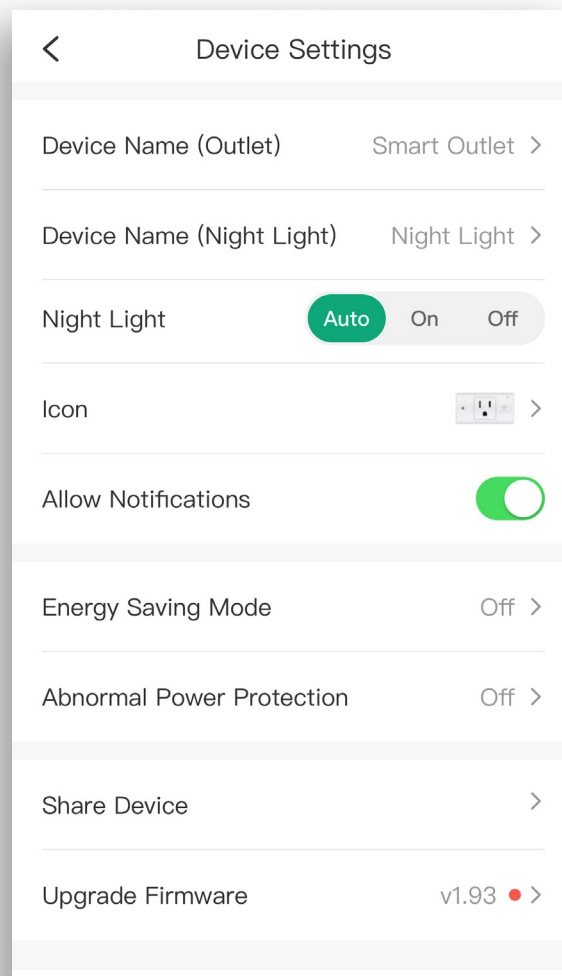 Device Settings
Device Name (Outlet) Smart Outlet
Device Name (Night Light) Night Light
Night Light Auto On Off
Icon
Allow Notifications
Energy Saving Mode Off
Abnormal Power Protection Off
Share Device
Upgrade Firmware v1.93